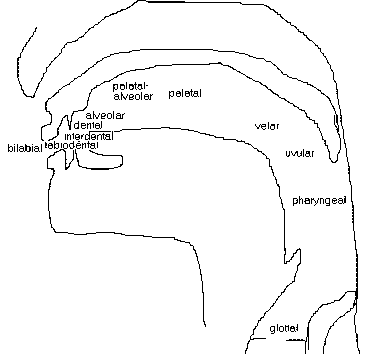 palatal-
alveolar
palatal
alveolar
dental
interdental
bilabial
labiodental
velar
uvular
pharyngeal
glottal